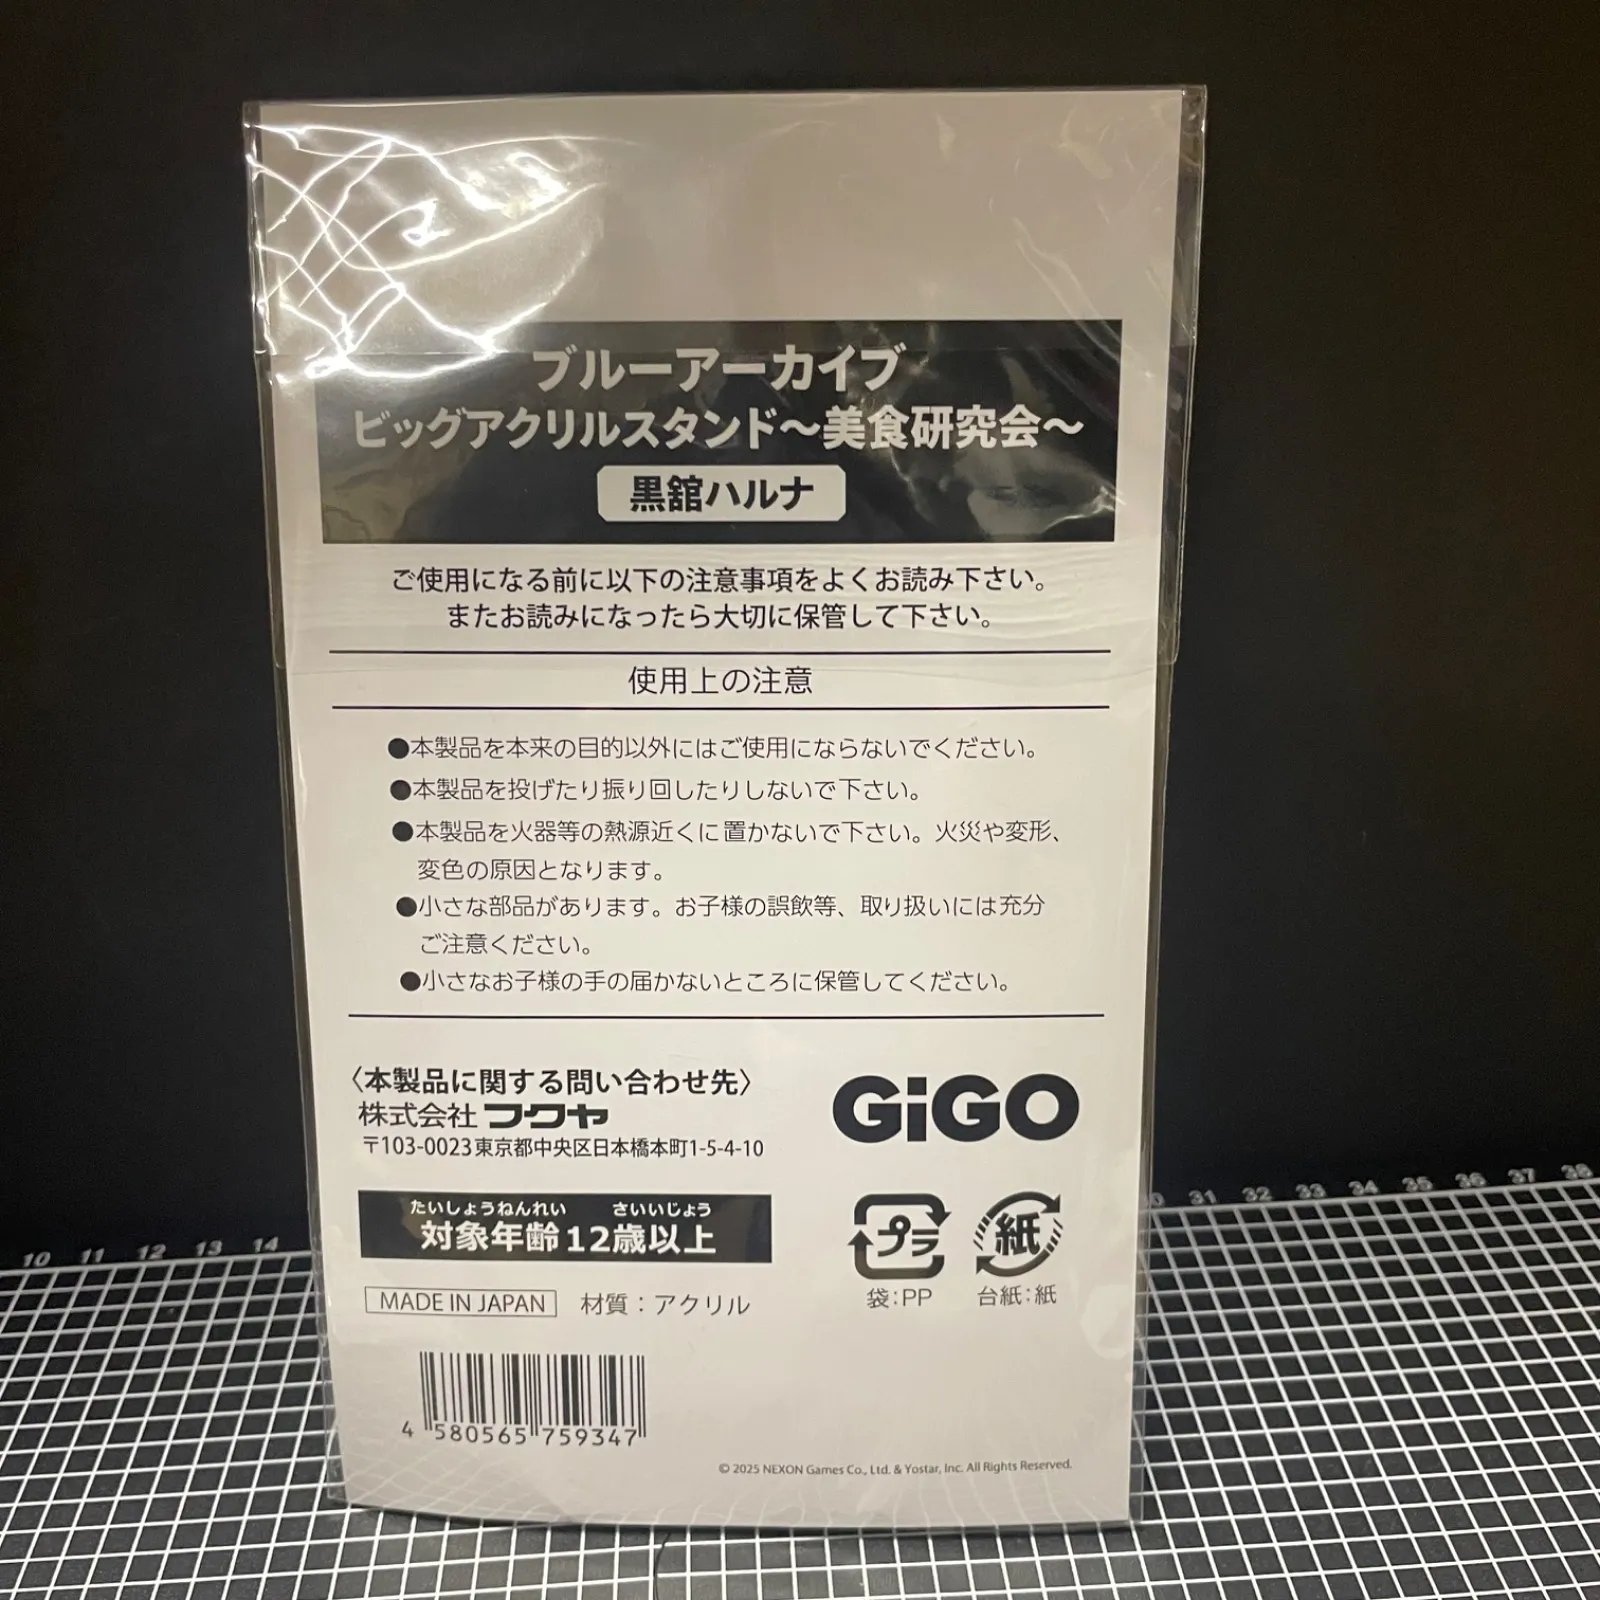 ブルーアーカイブ
ビッグアクリルスタンド〜美食研究会〜
黒舘ハルナ
ご使用になる前に以下の注意事項をよくお読み下さい。
またお読みになったら大切に保管して下さい。
使用上の注意
●本製品を本来の目的以外にはご使用にならないでください。
●本製品を投げたり振り回したりしないで下さい。
●本製品を火器等の熱源近くに置かないで下さい。火災や変形、
変色の原因となります。
●小さな部品があります。お子様の誤飲等、取り扱いには充分
ご注意ください。
●小さなお子様の手の届かないところに保管してください。
〈本製品に関する問い合わせ先〉
株式会社フクヤ
〒103-0023東京都中央区日本橋本町1-5-4-10
GiGO
たいしょうねんれい さいいじょう
対象年齢12歳以上
プラ
紙
袋:PP
台紙:紙
MADE IN JAPAN 材質：アクリル
4 580565 759347
© 2025 NEXON Games Co., Ltd. & Yostar, Inc. All Rights Reserved.
10 11 12 13 14
31 32 33 34 35 36 37 38